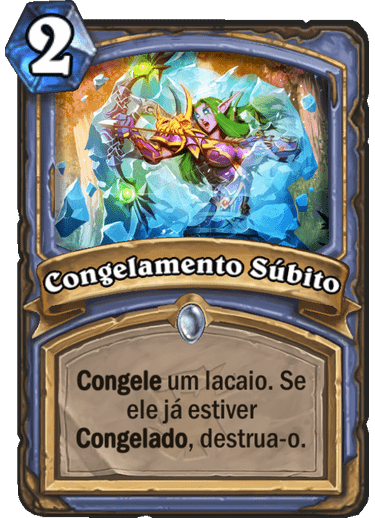 2
Congelamento Súbito
Congele um lacaio. Se
ele já estiver
Congelado, destrua-o.